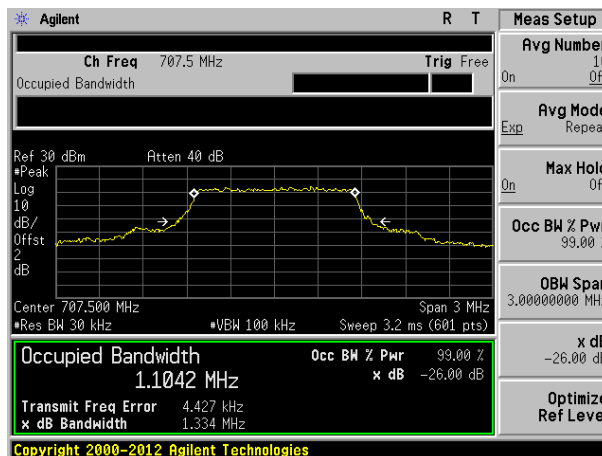 Agilent R T Meas Setup
Ch Freq 707.5 MHz Trig Free
Occupied Bandwidth
Avg Number
On
Avg Mode
Exp
Max Hold
On
Occ BW % Pwr
99.00
OBW Span
x dB
-26.00
Optimize
Ref Level
Ref 30 dBm Atten 40 dB
#Peak
Log
10
dB/
Offst
2
dB
Center 707.500 MHz Span 3 MHz
#Res BW 30 kHz #VBW 100 kHz Sweep 3.2 ms (601 pts)
Occupied Bandwidth Occ BW % Pwr 99.00 %
1.1042 MHz x dB -26.00 dB
Transmit Freq Error 4.427 kHz
x dB Bandwidth 1.334 MHz
Copyright 2000-2012 Agilent Technologies